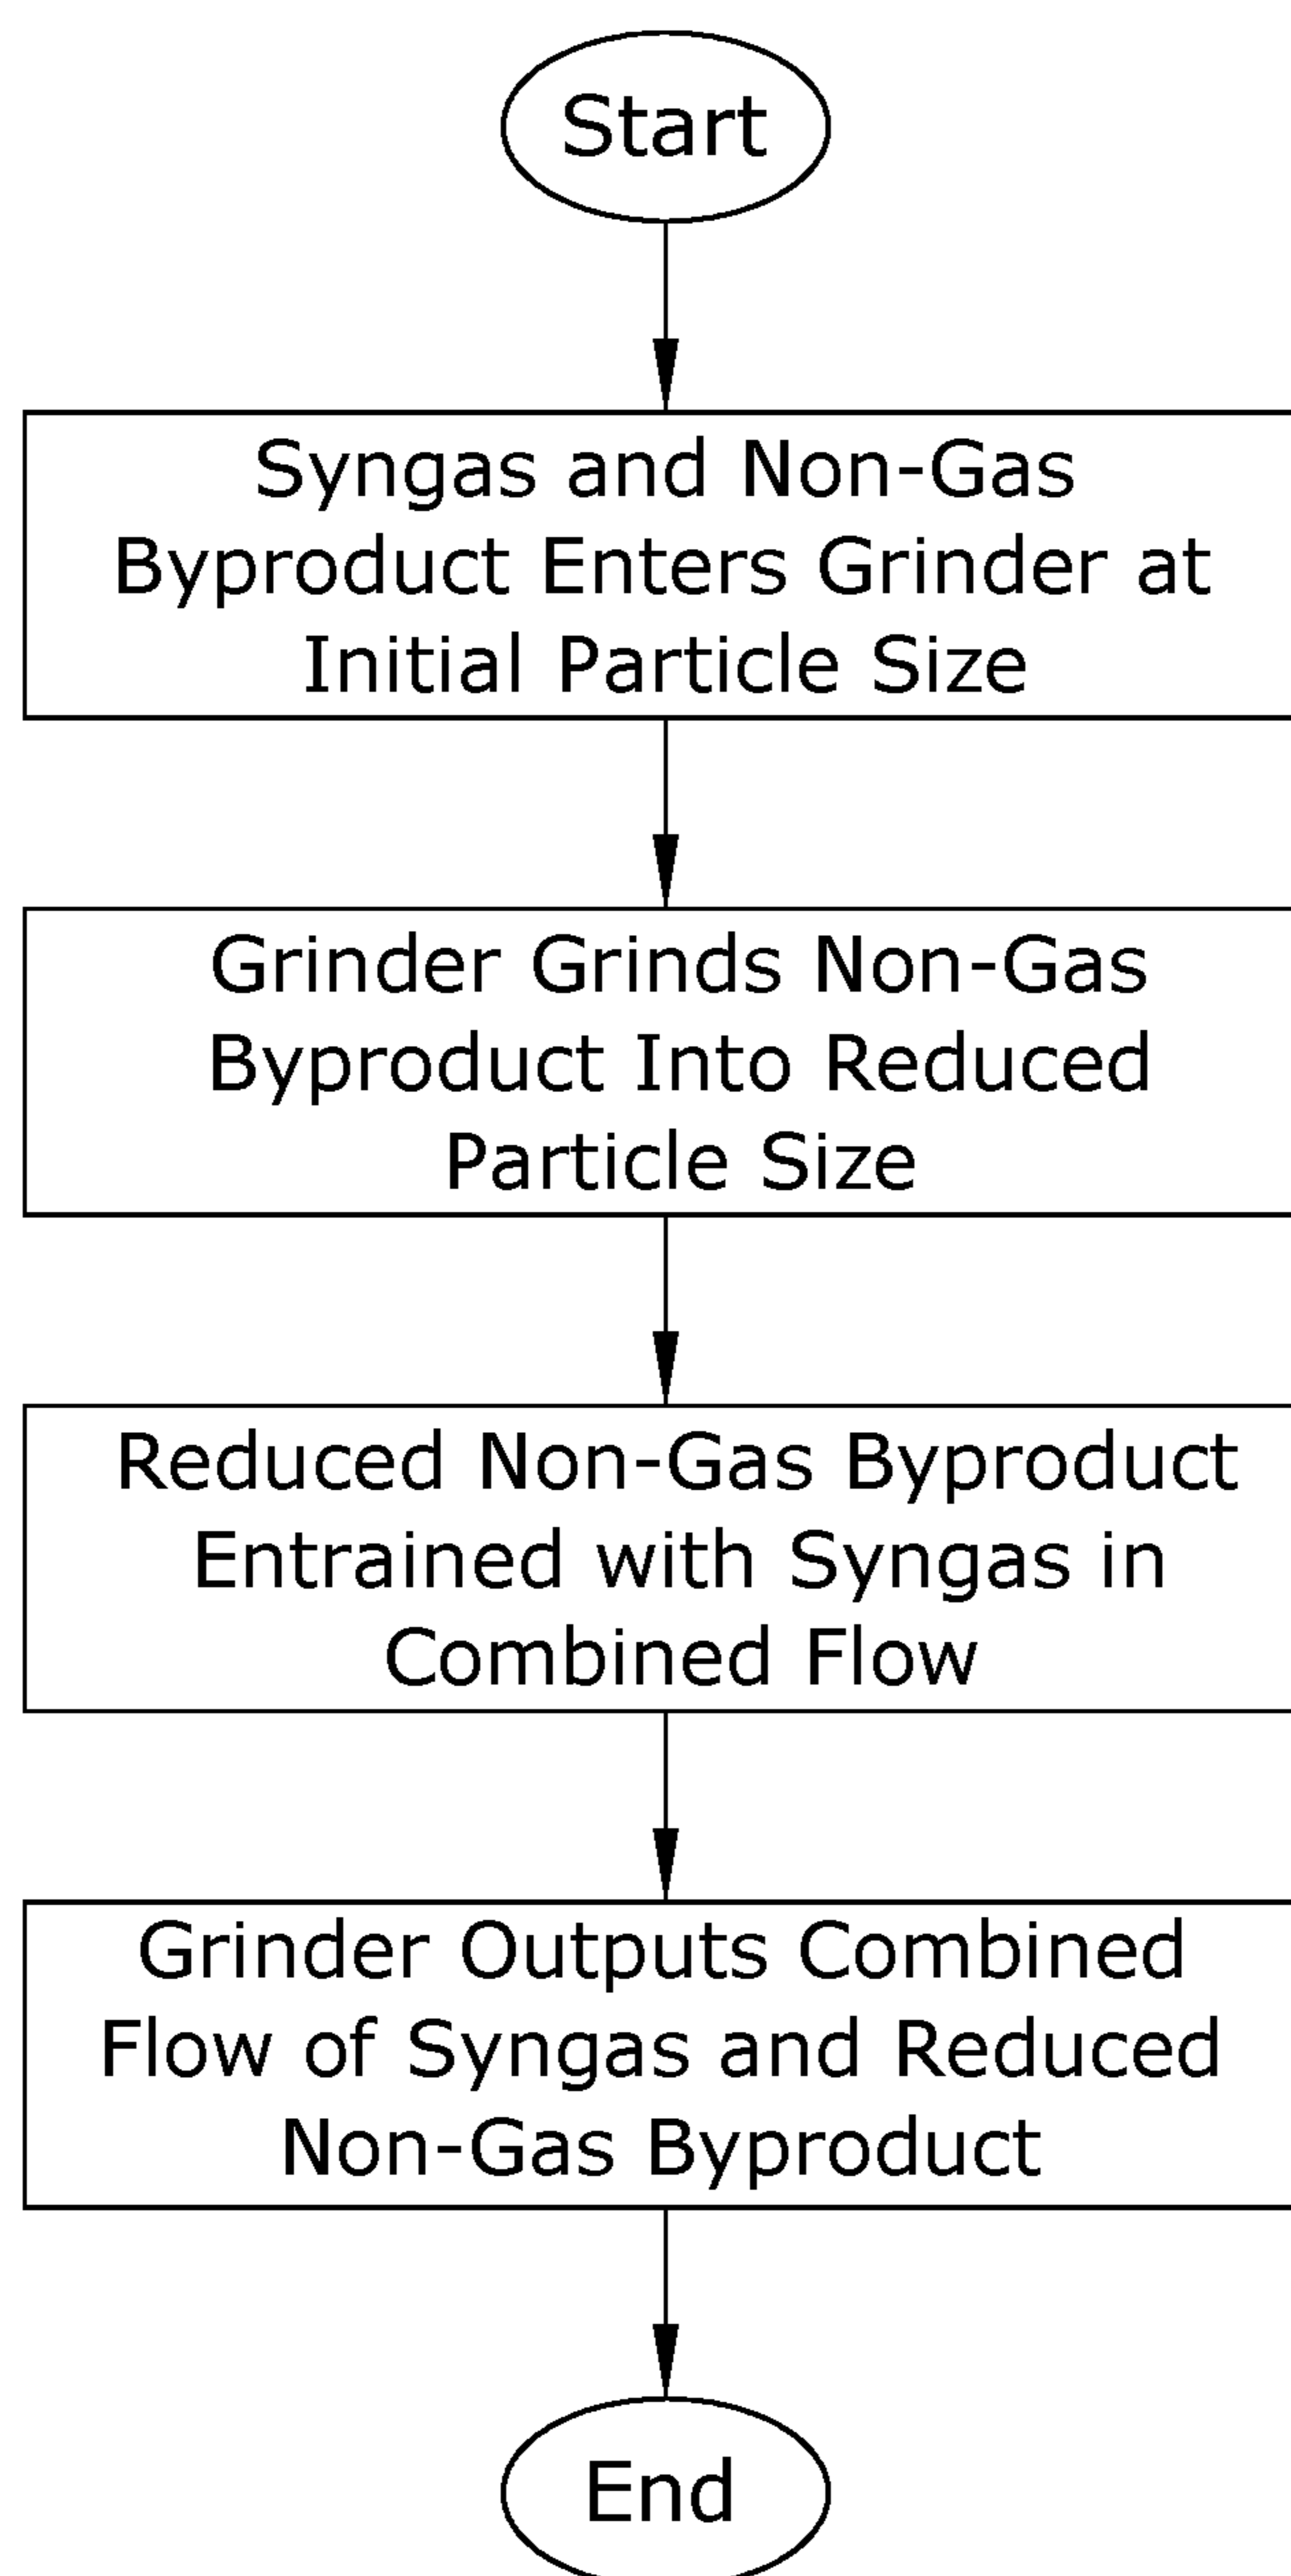 Start
Syngas and Non-Gas
Byproduct Enters Grinder at
Initial Particle Size
Grinder Grinds Non-Gas
Byproduct Into Reduced
Particle Size
Reduced Non-Gas Byproduct
Entrained with Syngas in
Combined Flow
Grinder Outputs Combined
Flow of Syngas and Reduced
Non-Gas Byproduct
End